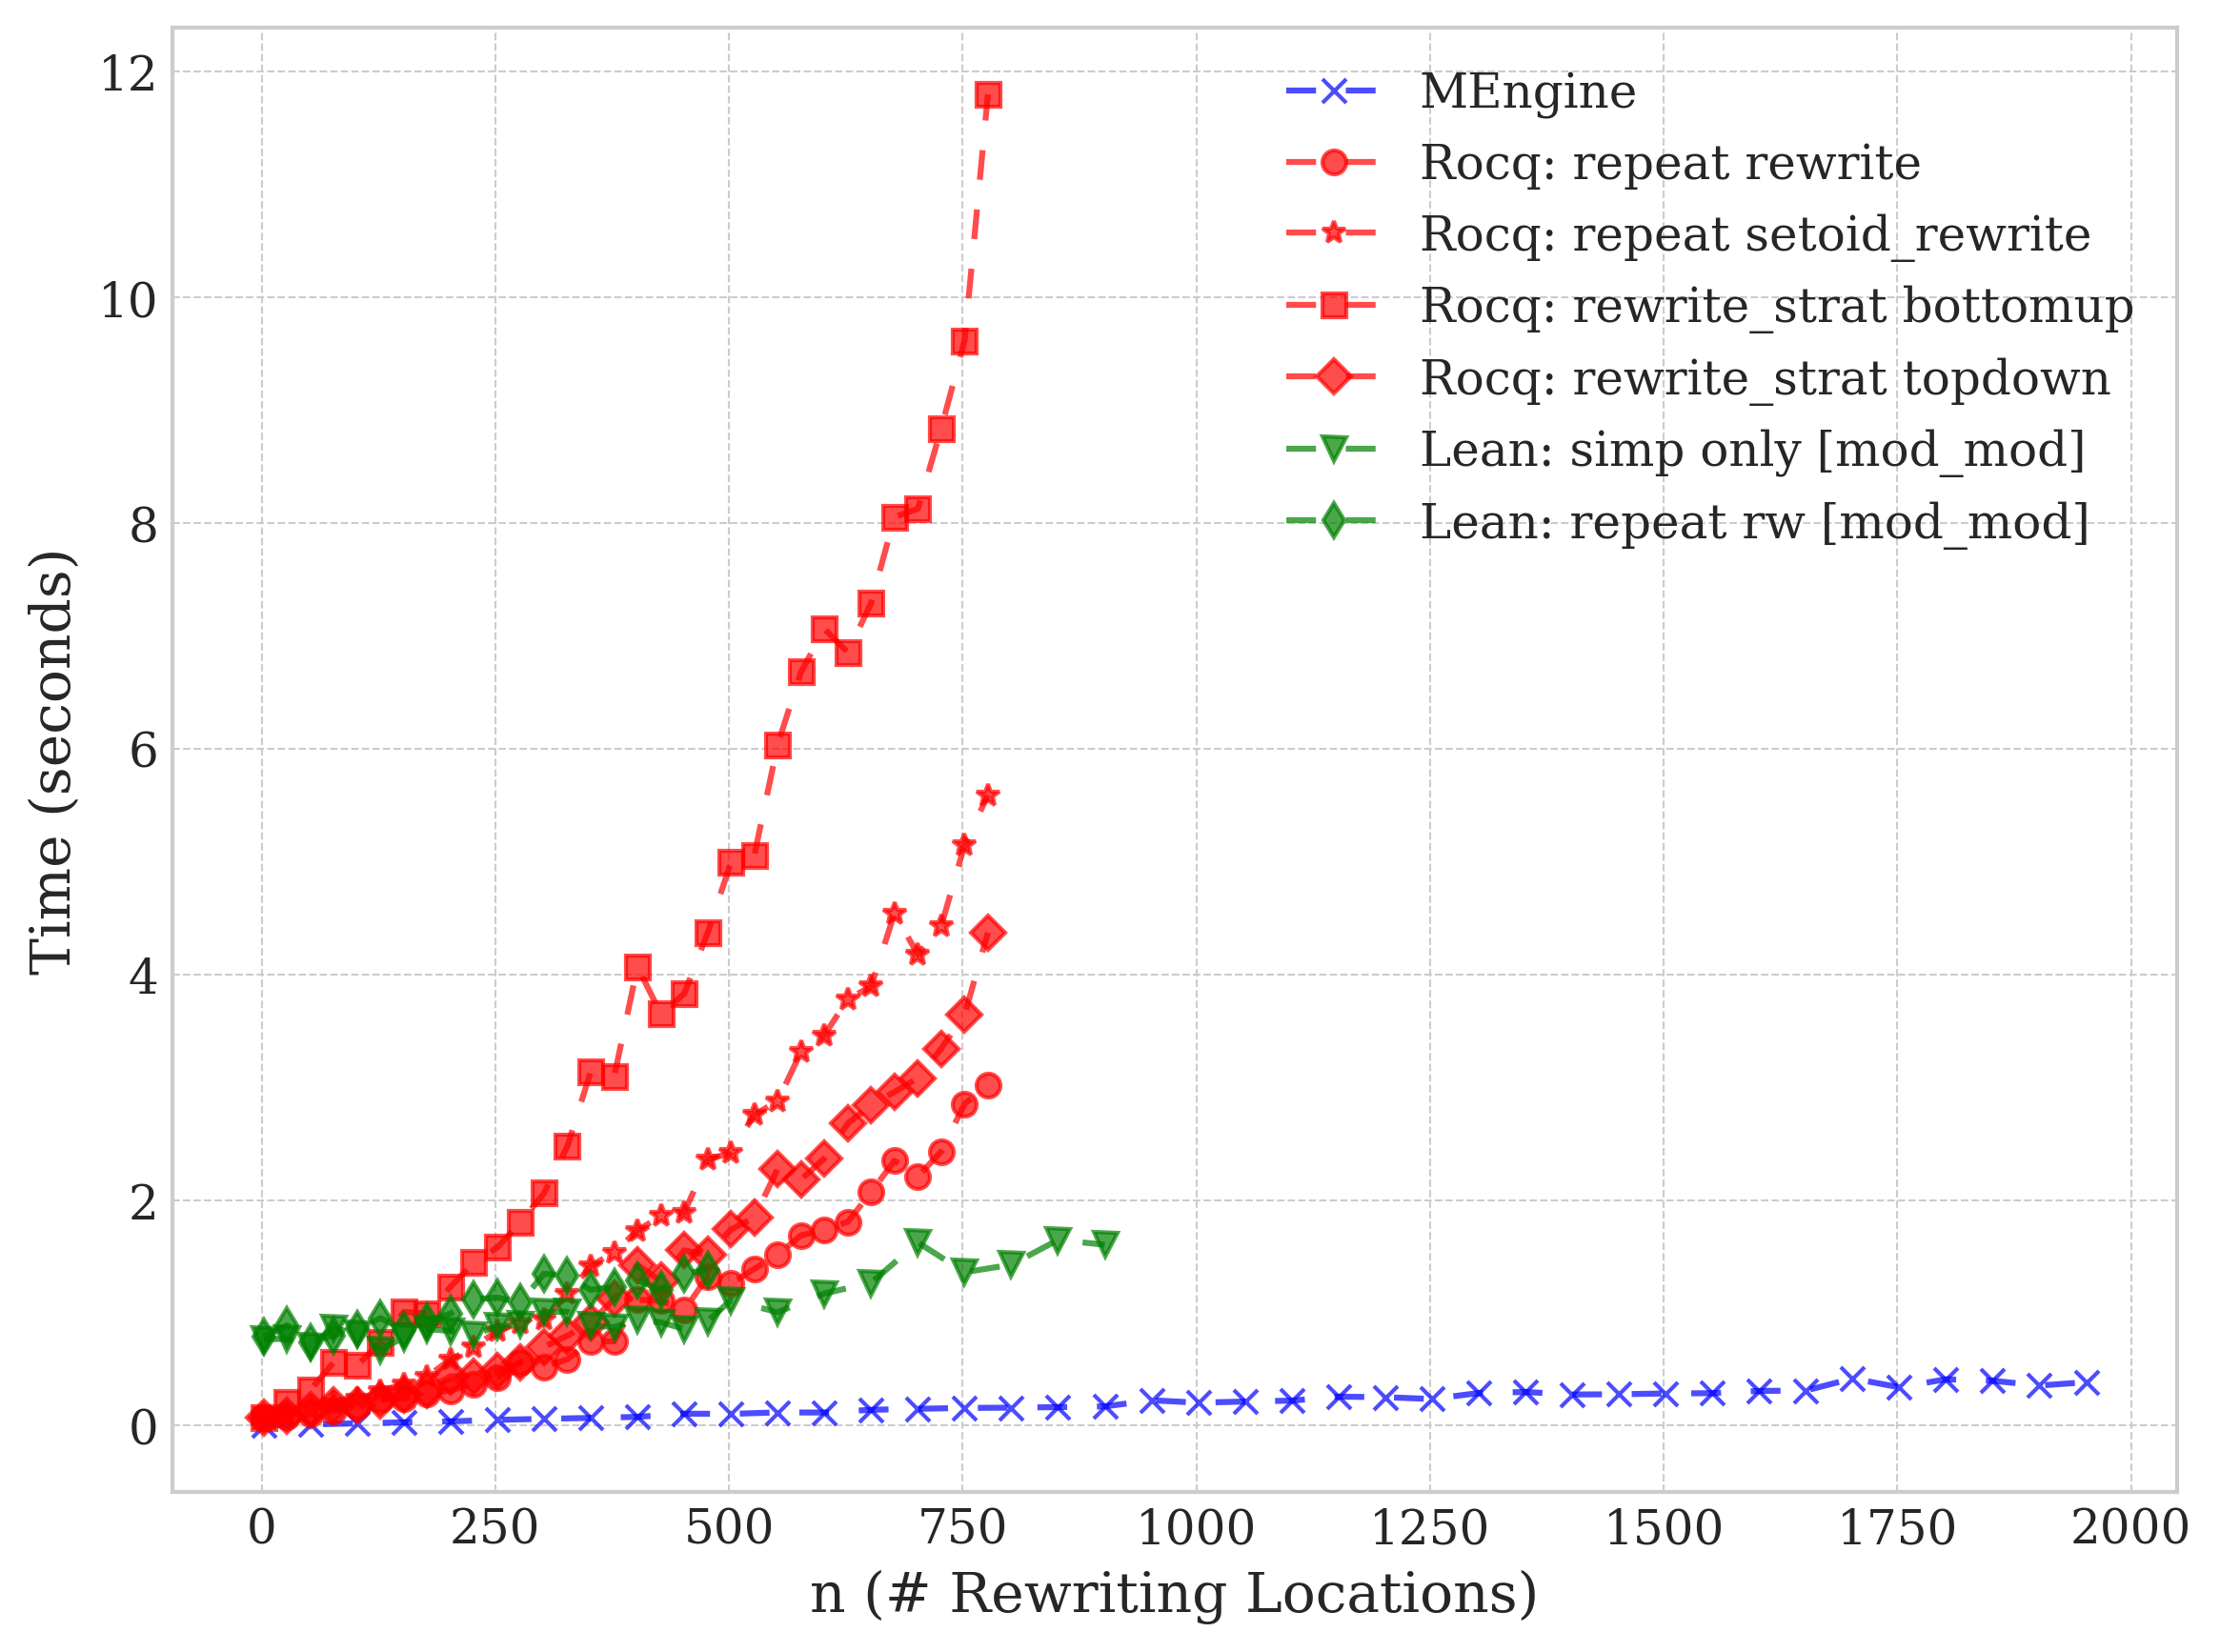 12
10
8
6
4
2
0
Time (seconds)
MEngine
Rocq: repeat rewrite
Rocq: repeat setoid_rewrite
Rocq: rewrite_strat bottomup
Rocq: rewrite_strat topdown
Lean: simp only [mod_mod]
Lean: repeat rw [mod_mod]
0 250 500 750 1000 1250 1500 1750 2000
n (# Rewriting Locations)